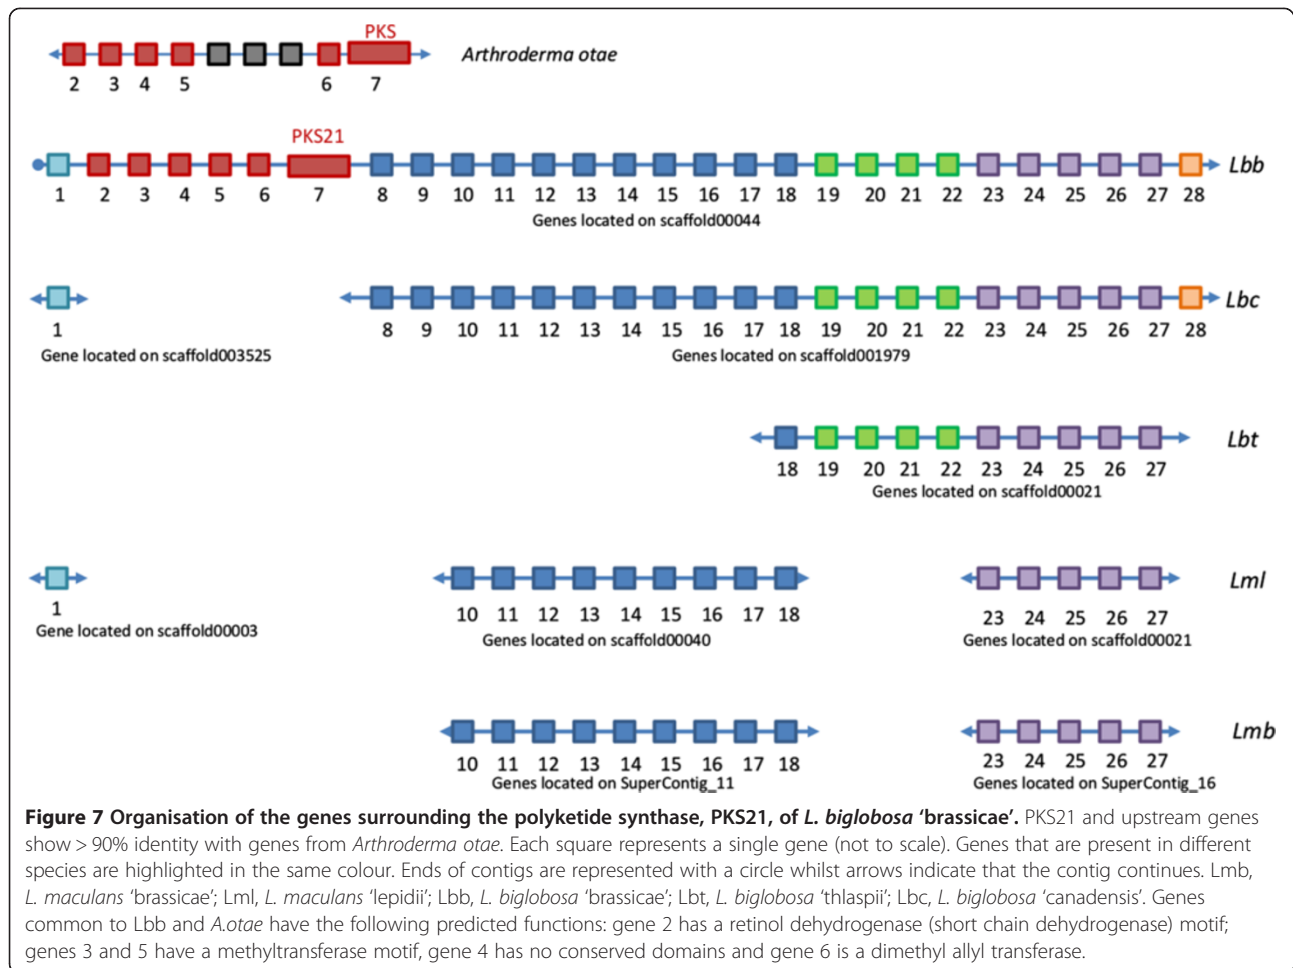 PKS
Arthroderma otae
2 3 4 5 6 7
PKS21
Lbb
1 2 3 4 5 6 7 8 9 10 11 12 13 14 15 16 17 18 19 20 21 22 23 24 25 26 27 28
Genes located on scaffold00044
Lbc
1 8 9 10 11 12 13 14 15 16 17 18 19 20 21 22 23 24 25 26 27 28
Gene located on scaffold003525 Genes located on scaffold001979
Lbt
18 19 20 21 22 23 24 25 26 27
Genes located on scaffold00021
Lml
1 10 11 12 13 14 15 16 17 18 23 24 25 26 27
Gene located on scaffold00003 Genes located on scaffold00040 Genes located on scaffold00021
Lmb
10 11 12 13 14 15 16 17 18 23 24 25 26 27
Genes located on SuperContig_11 Genes located on SuperContig_16
Figure 7 Organisation of the genes surrounding the polyketide synthase, PKS21, of L. biglobosa ‘brassicae’. PKS21 and upstream genes
show > 90% identity with genes from Arthroderma otae. Each square represents a single gene (not to scale). Genes that are present in different
species are highlighted in the same colour. Ends of contigs are represented with a circle whilst arrows indicate that the contig continues. Lmb,
L. maculans ‘brassicae’; Lml, L. maculans ‘lepidii’; Lbb, L. biglobosa ‘brassicae’; Lbt, L. biglobosa ‘thlaspii’; Lbc, L. biglobosa ‘canadensis’. Genes
common to Lbb and A.otae have the following predicted functions: gene 2 has a retinol dehydrogenase (short chain dehydrogenase) motif;
genes 3 and 5 have a methyltransferase motif, gene 4 has no conserved domains and gene 6 is a dimethyl allyl transferase.